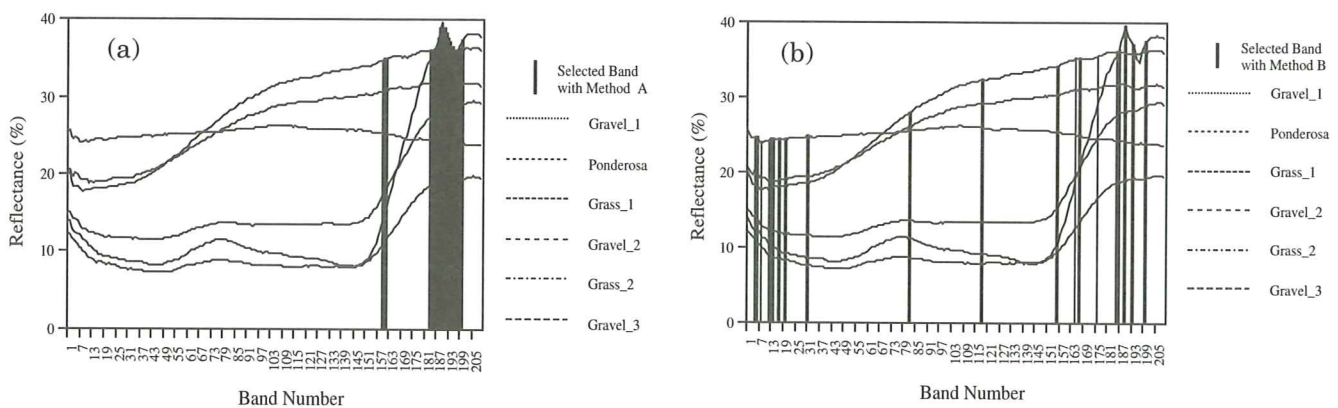 (a)
40
30
20
10
0
Reflectance (%)
1 7 13 19 25 31 37 43 49 55 61 67 73 79 85 91 97 103 109 115 121 127 133 139 145 151 157 163 169 175 181 187 193 199 205
Band Number
Selected Band
with Method A
Gravel_1
Ponderosa
Grass_1
Gravel_2
Grass_2
Gravel_3
(b)
40
30
20
10
0
Reflectance (%)
1 7 13 19 25 31 37 43 49 55 61 67 73 79 85 91 97 103 109 115 121 127 133 139 145 151 157 163 169 175 181 187 193 199 205
Band Number
Selected Band
with Method B
Gravel_1
Ponderosa
Grass_1
Gravel_2
Grass_2
Gravel_3